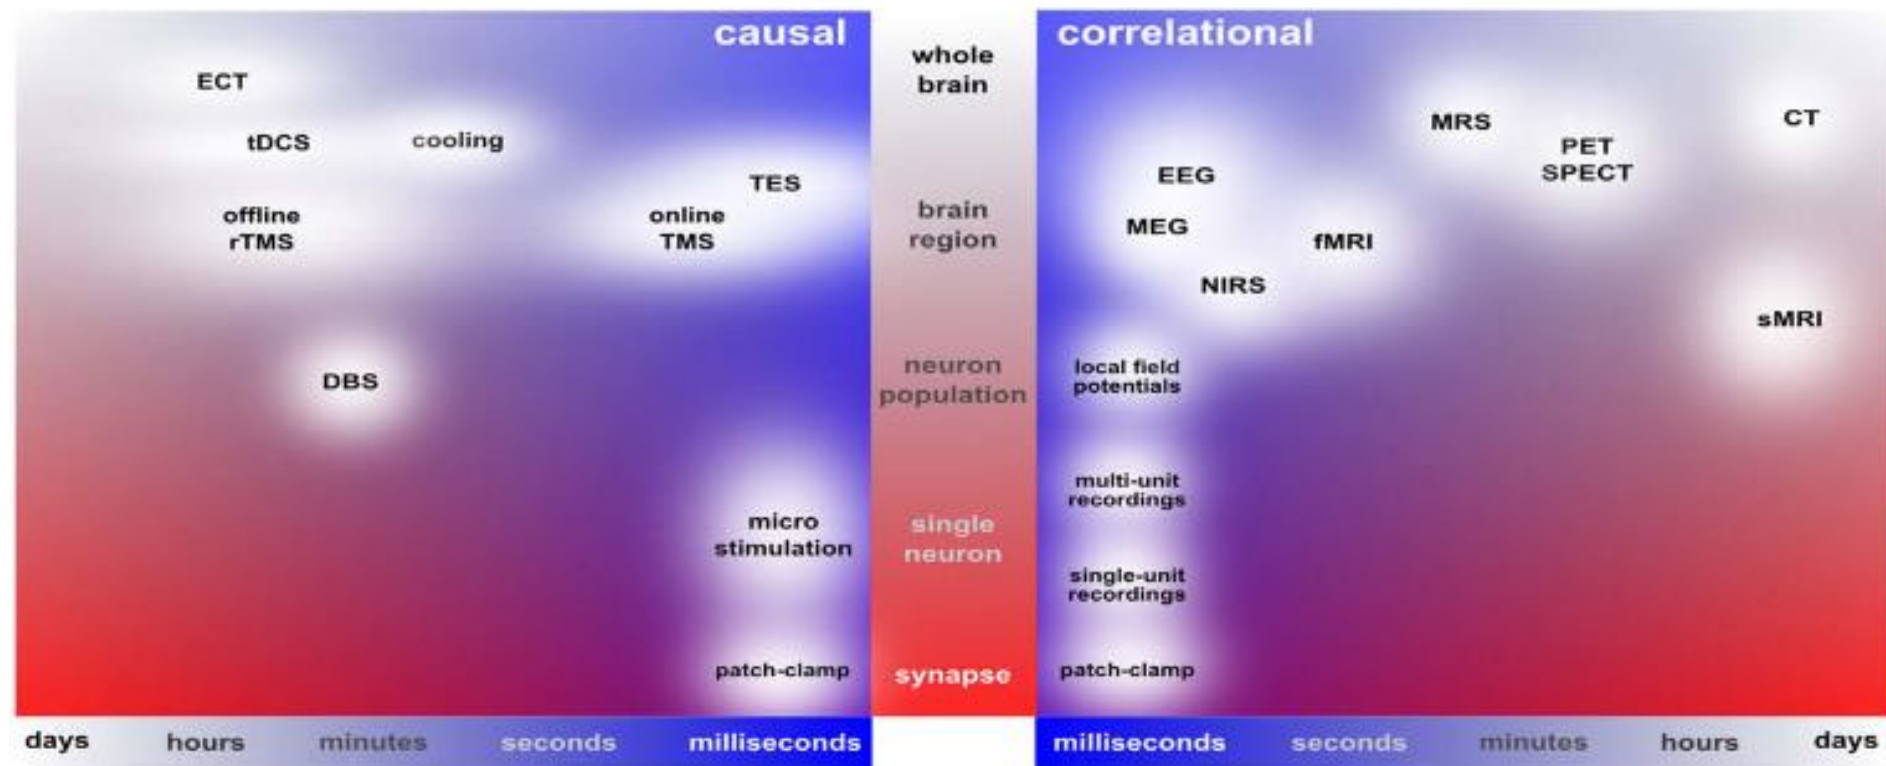 causal
ECT
tDCS
cooling
TES
offline
rTMS
online
TMS
DBS
micro
stimulation
patch-clamp
whole
brain
brain
region
neuron
population
single
neuron
synapse
correlational
MRS
CT
PET
SPECT
EEG
MEG
fMRI
NIRS
sMRI
local field
potentials
multi-unit
recordings
single-unit
recordings
patch-clamp
days hours minutes seconds milliseconds
milliseconds seconds minutes hours days